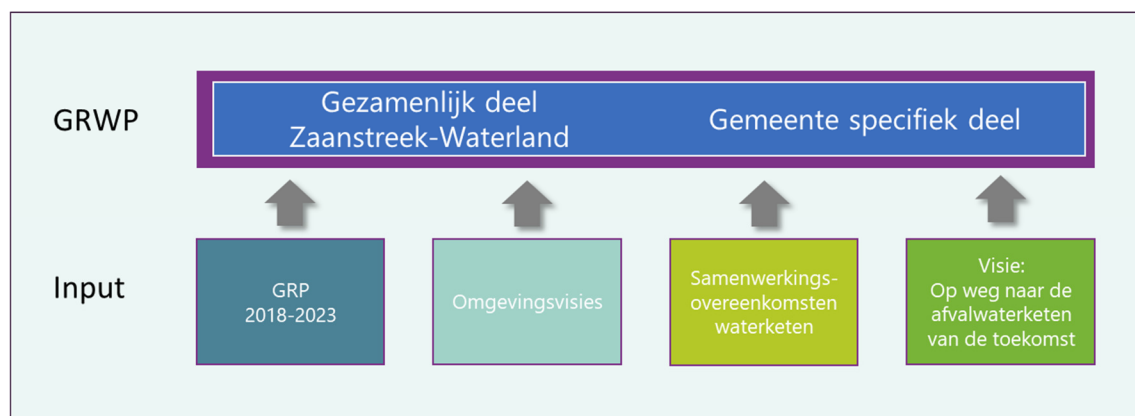 GRWP
Gezamenlijk deel
Zaanstreek-Waterland
Gemeente specifiek deel
Input
GRP
2018-2023
Omgevingsvisies
Samenwerkings-
overeenkomsten
waterketen
Visie:
Op weg naar de
afvalwaterketen
van de toekomst